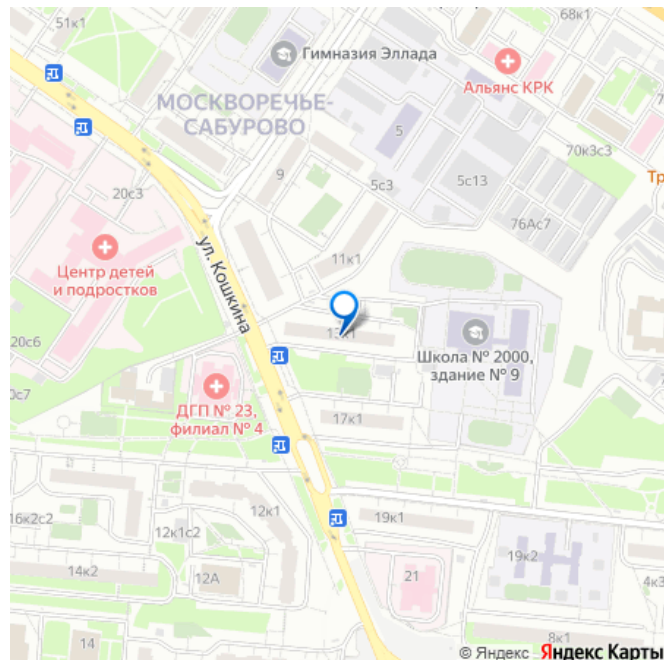 51к1
68к1
Гимназия Эллада
Альянс КРК
МОСКВОРЕЧЬЕ-
САБУРОВО
5
70к3с3
9
5с3
5с13
Тр
20с3
76Ас7
ул. Кошкина
11к1
Центр детей
и подростков
13к1
20с6
Школа № 2000,
здание № 9
0с7
ДГП № 23,
филиал № 4
17к1
12к1
19к1
16к2с2
12к1с2
19к2
14к2
12А
21
14
8к1
© Яндекс Яндекс Карты